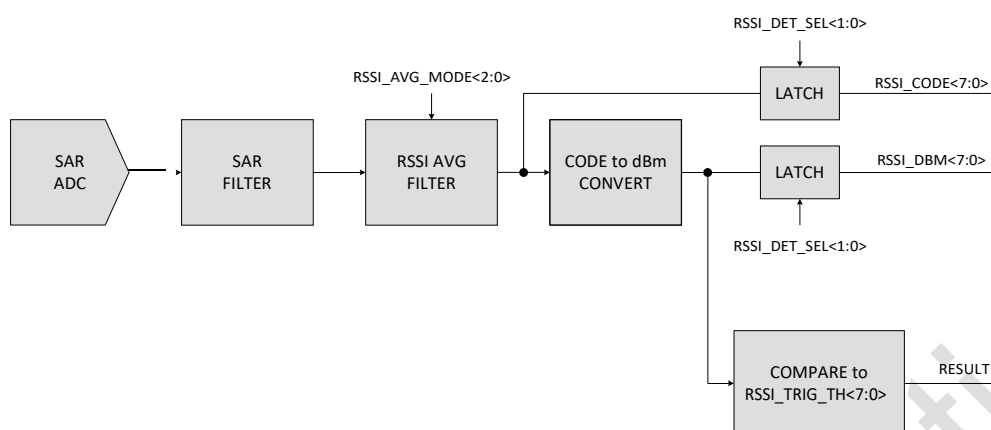 RSSI_DET_SEL<1:0>
RSSI_AVG_MODE<2:0>
LATCH
RSSI_CODE<7:0>
SAR
ADC
SAR
FILTER
RSSI AVG
FILTER
CODE to dBm
CONVERT
LATCH
RSSI_DBM<7:0>
RSSI_DET_SEL<1:0>
COMPARE to
RSSI_TRIG_TH<7:0>
RESULT